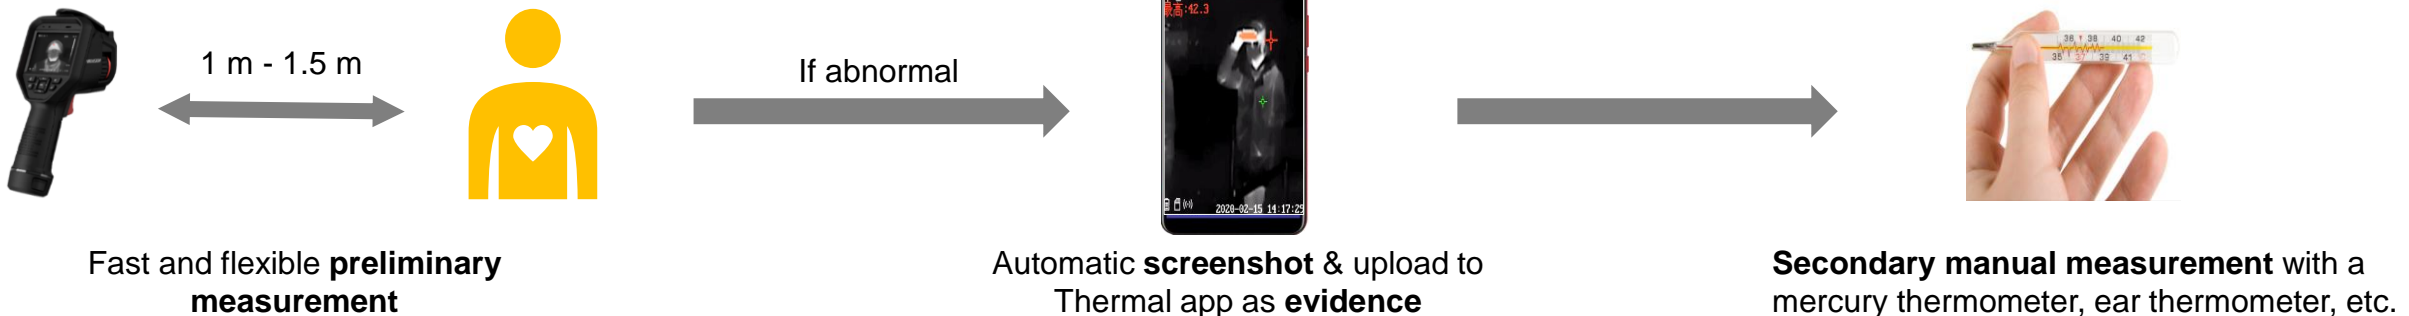 最高:42.3
1 m - 1.5 m
If abnormal
36 38 40 42
35 37 39 41 °C
2020-02-15 14:17:25
Fast and flexible preliminary
measurement
Automatic screenshot & upload to
Thermal app as evidence
Secondary manual measurement with a
mercury thermometer, ear thermometer, etc.